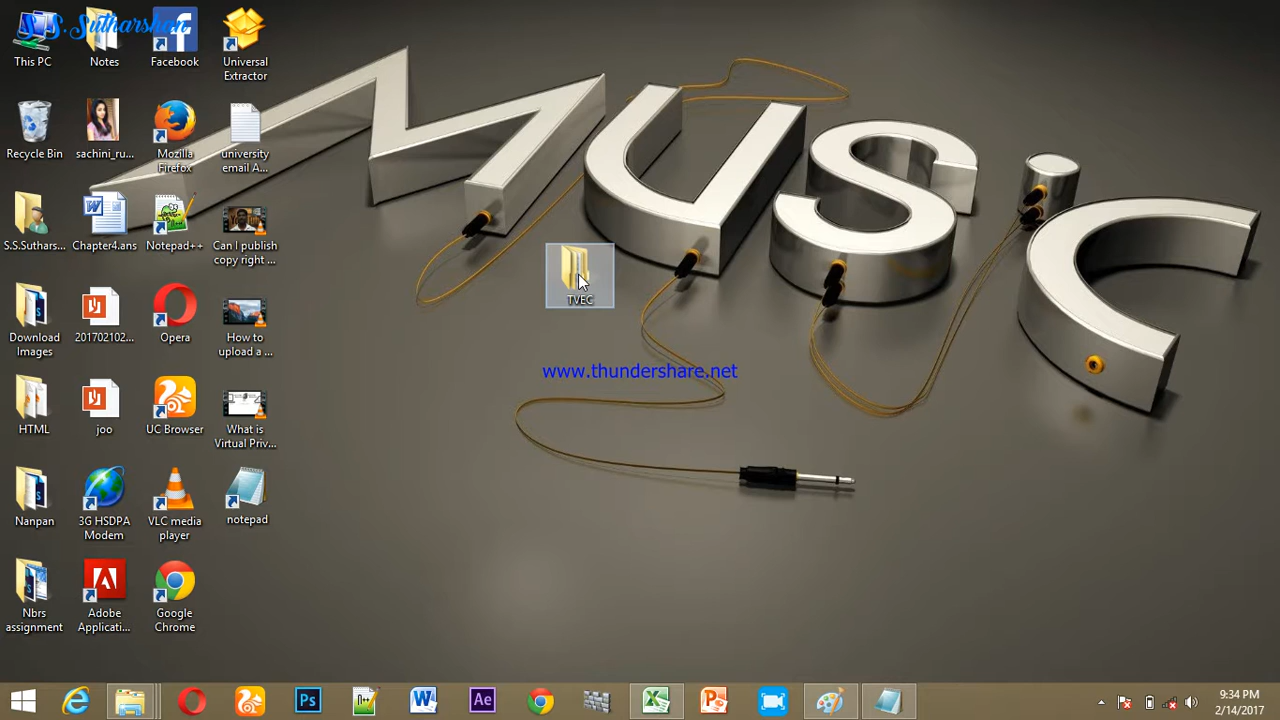 S.S.Sutharshan
This PC
Notes
Facebook
Universal
Extractor
Recycle Bin
sachini_ru...
Mozilla
Firefox
university
email A...
S.S.Suthars...
Chapter4.ans
Notepad++
Can I publish
copy right ...
Download
Images
201702102...
Opera
How to
upload a ...
HTML
joo
UC Browser
What is
Virtual Priv...
Nanpan
3G HSDPA
Modem
VLC media
player
notepad
Nbrs
assignment
Adobe
Applicati...
Google
Chrome
MUSiC
TVEC
www.thundershare.net
9:34 PM
2/14/2017